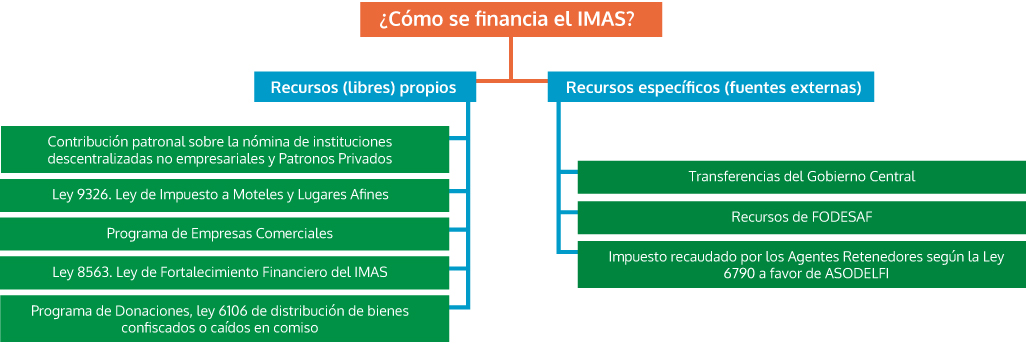 ¿Cómo se financia el IMAS?
Recursos (libres) propios
Contribución patronal sobre la nómina de instituciones
descentralizadas no empresariales y Patronos Privados
Ley 9326. Ley de Impuesto a Moteles y Lugares Afines
Programa de Empresas Comerciales
Ley 8563. Ley de Fortalecimiento Financiero del IMAS
Programa de Donaciones, ley 6106 de distribución de bienes
confiscados o caídos en comiso
Recursos específicos (fuentes externas)
Transferencias del Gobierno Central
Recursos de FODESAF
Impuesto recaudado por los Agentes Retenedores según la Ley
6790 a favor de ASODELFI